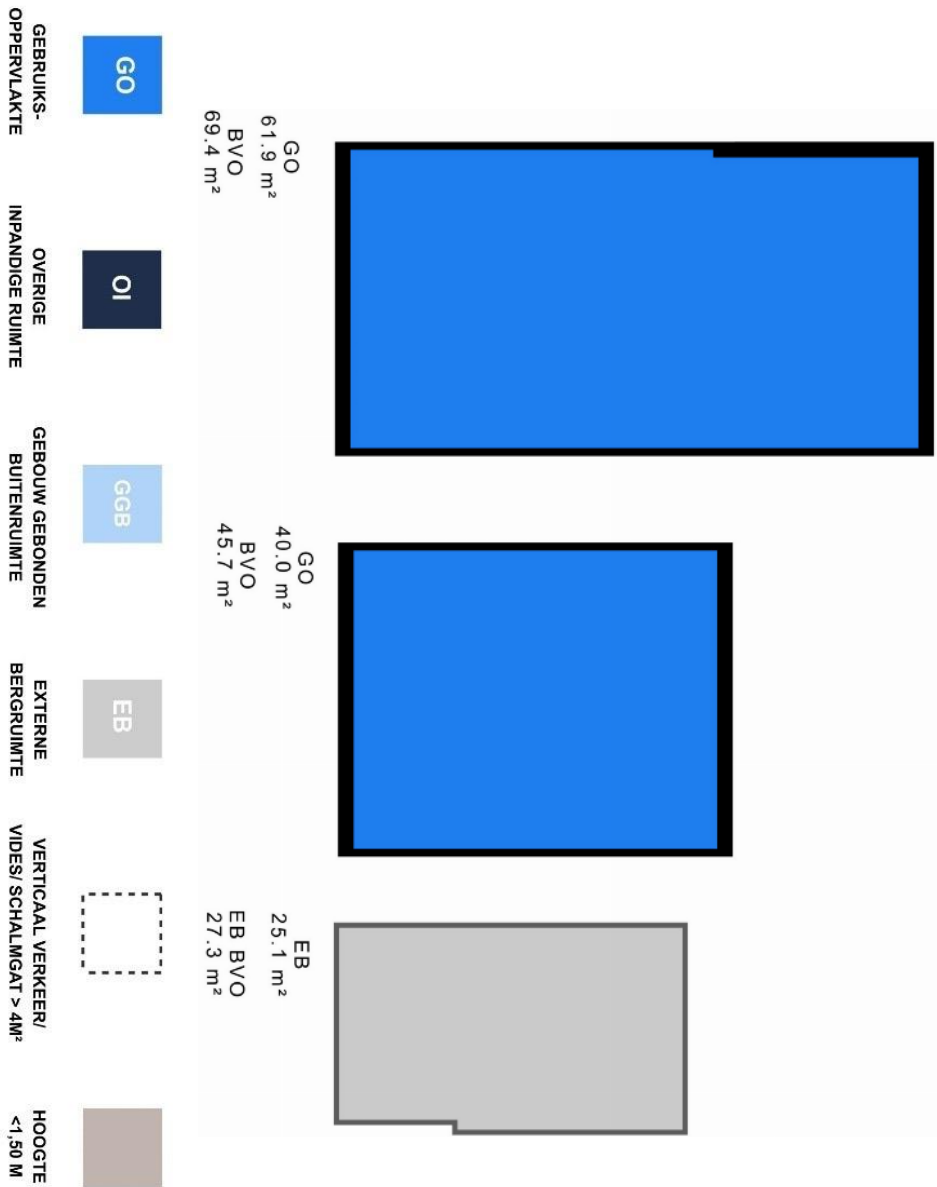 GO
61.9 m²
BVO
69.4 m²
GO
40.0 m²
BVO
45.7 m²
EB
25.1 m²
EB BVO
27.3 m²
GO
GEBRUIKS-
OPPERVLAKTE
OI
OVERIGE
INPANDIGE RUIMTE
GGB
GEBOUW GEBONDEN
BUITENRUIMTE
EB
EXTERNE
BERGRUIMTE
VERTICAAL VERKEER/
VIDES/ SCHALMGAT > 4M²
HOOGTE
<1,50 M